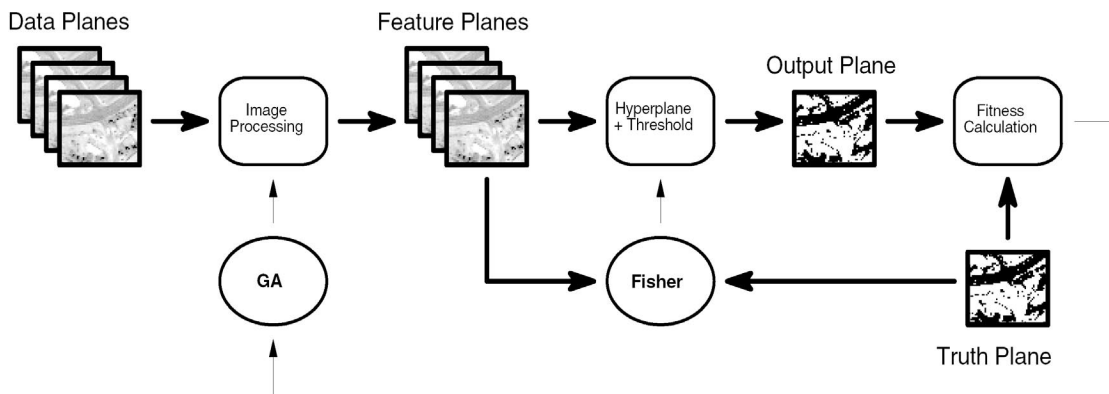 Data Planes
Feature Planes
Output Plane
Image
Processing
Hyperplane
+ Threshold
Fitness
Calculation
GA
Fisher
Truth Plane